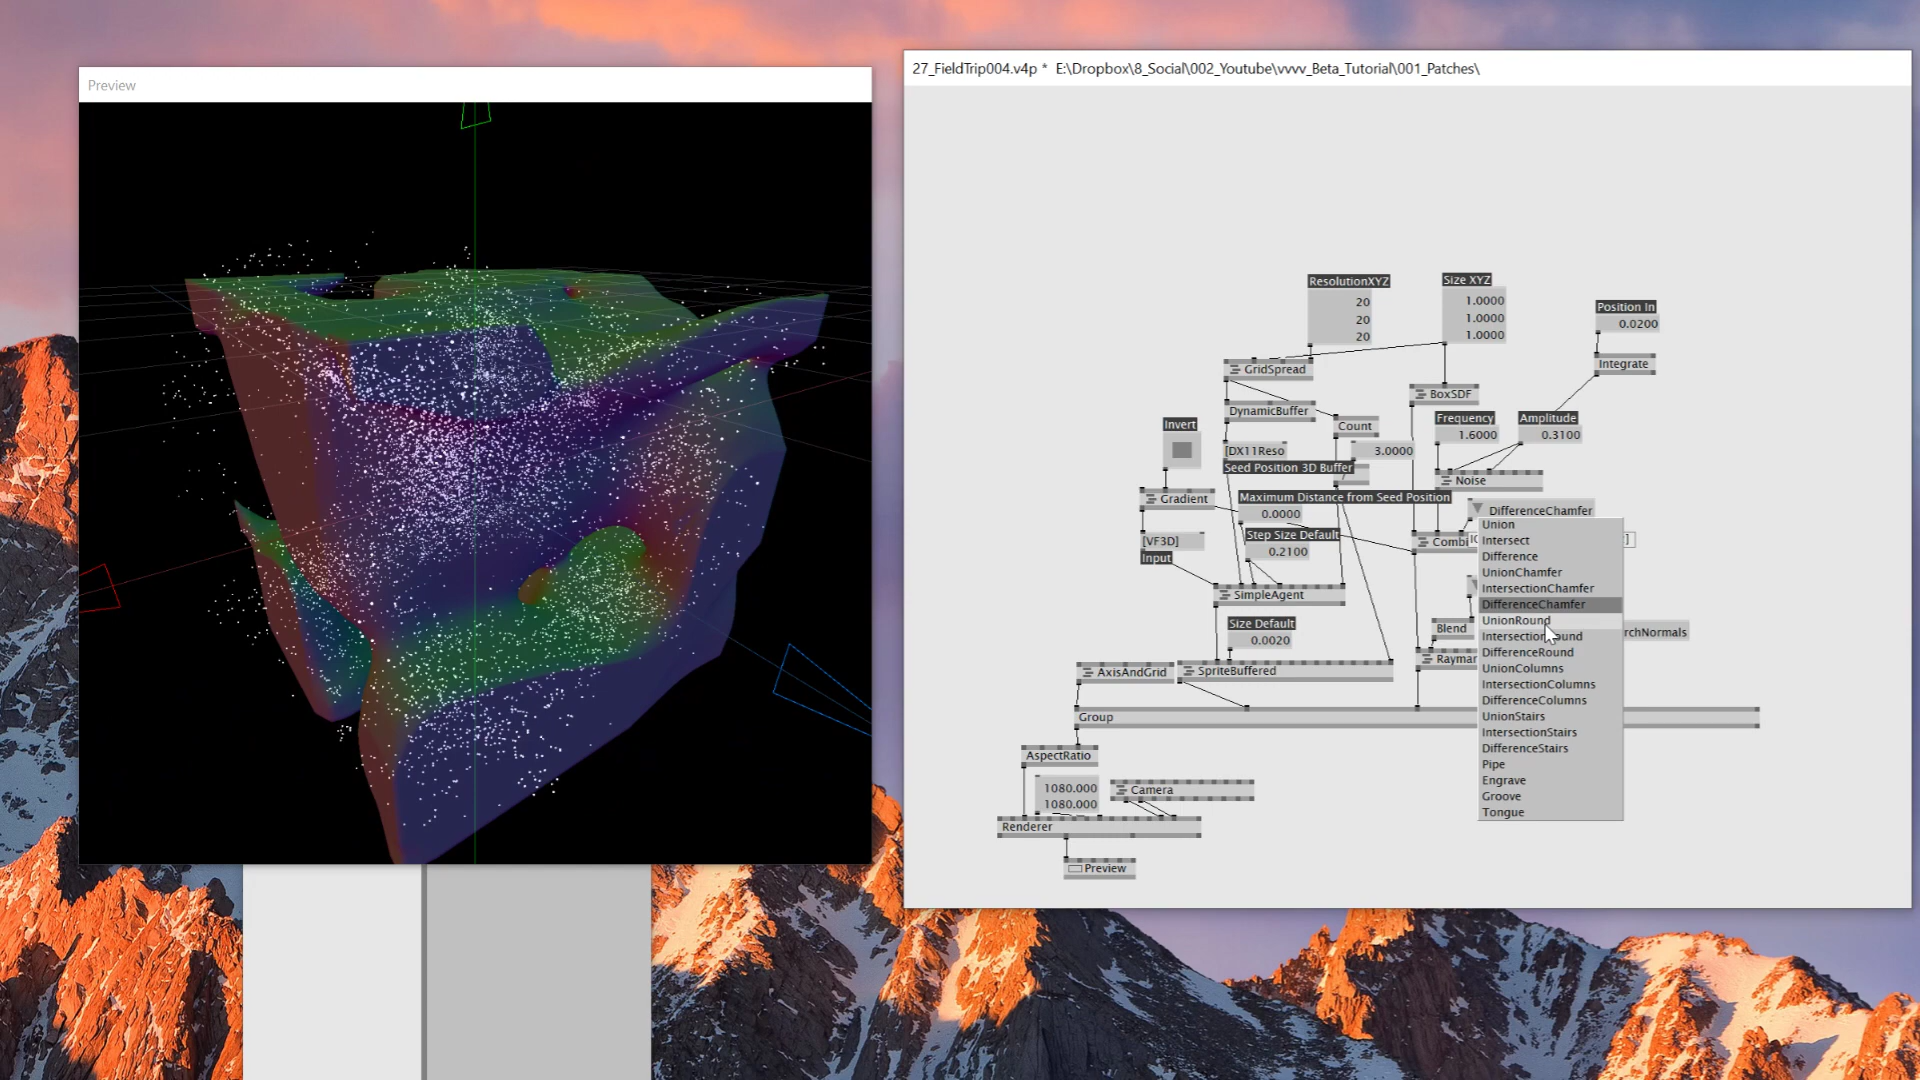 Preview
27_FieldTrip004.v4p * E:\Dropbox\8_Social\002_Youtube\vvvv_Beta_Tutorial\001_Patches\
ResolutionXYZ
20
20
20
Size XYZ
1.0000
1.0000
1.0000
Position In
0.0200
Integrate
GridSpread
BoxSDF
DynamicBuffer
Count
Frequency
1.6000
Amplitude
0.3100
Invert
[DX11Reso
3.0000
Seed Position 3D Buffer
Noise
Gradient
Maximum Distance from Seed Position
0.0000
DifferenceChamfer
[VF3D]
Input
Step Size Default
0.2100
Combi
Union
Intersect
Difference
UnionChamfer
IntersectionChamfer
DifferenceChamfer
UnionRound
IntersectionRound
DifferenceRound
UnionColumns
IntersectionColumns
DifferenceColumns
UnionStairs
IntersectionStairs
DifferenceStairs
Pipe
Engrave
Groove
Tongue
SimpleAgent
Size Default
0.0020
Blend
rchNormals
Raymar
AxisAndGrid
SpriteBuffered
Group
AspectRatio
1080.000
1080.000
Camera
Renderer
Preview